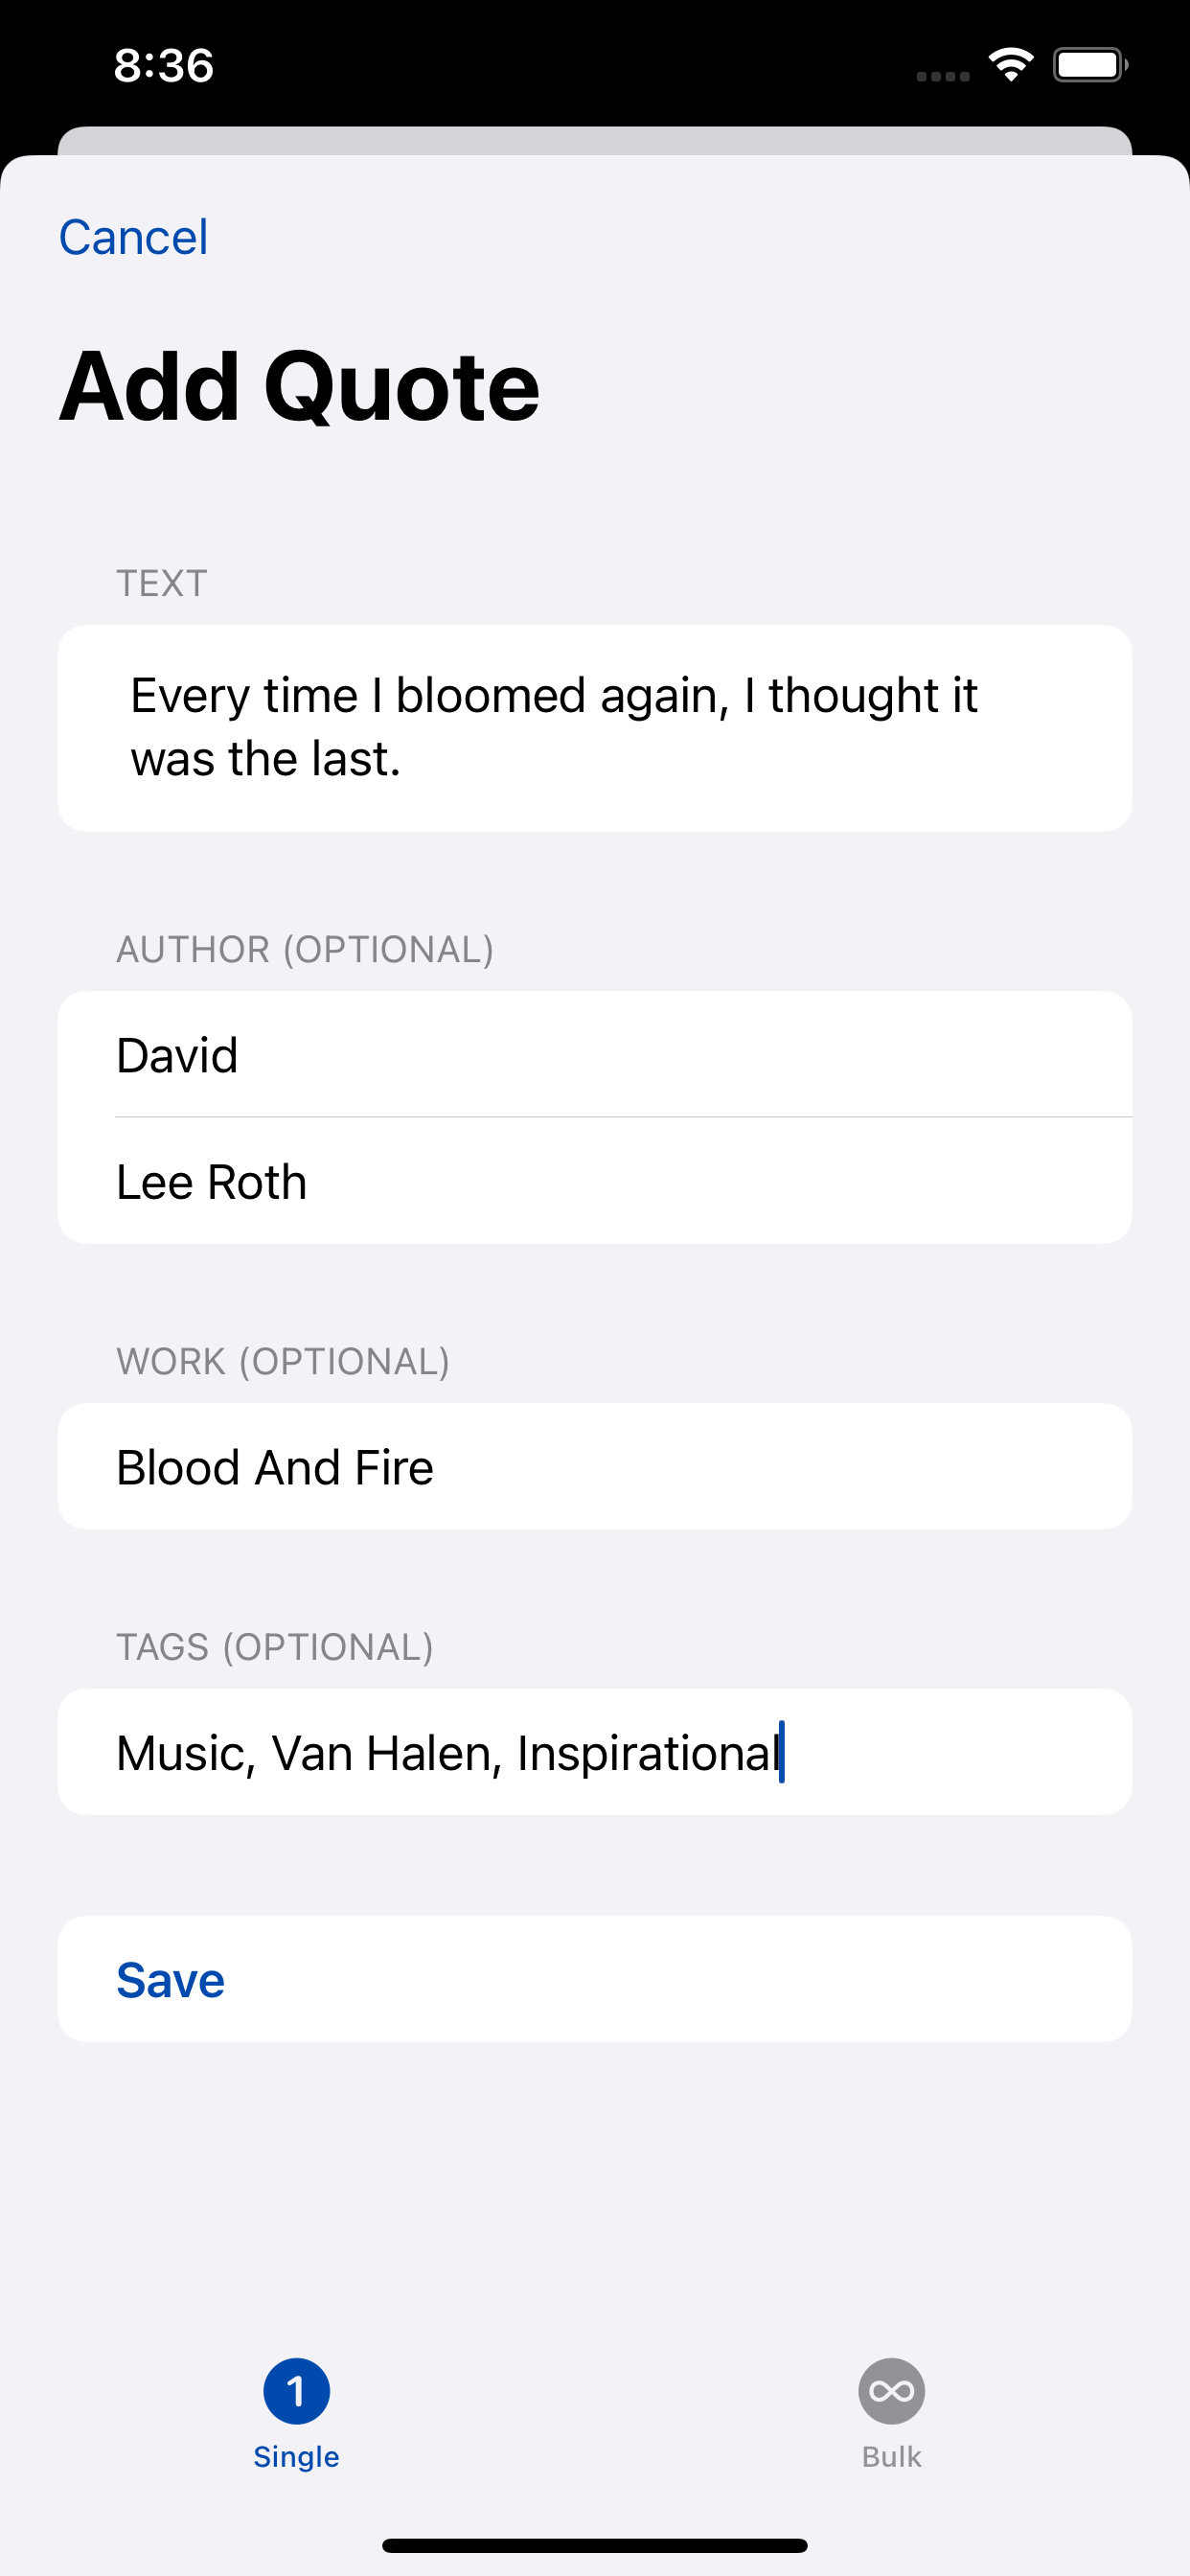 8:36
Cancel
Add Quote
TEXT
Every time I bloomed again, I thought it
was the last.
AUTHOR (OPTIONAL)
David
Lee Roth
WORK (OPTIONAL)
Blood And Fire
TAGS (OPTIONAL)
Music, Van Halen, Inspirational
Save
1
Single
Bulk